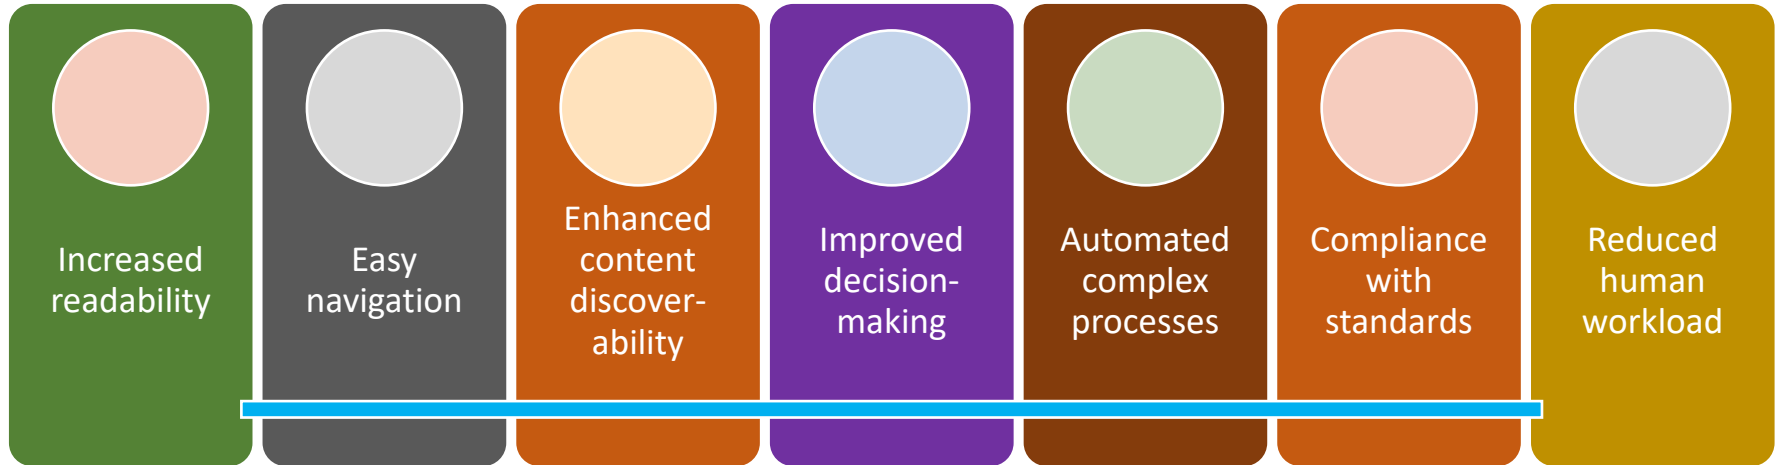 Increased
readability
Easy
navigation
Enhanced
content
discover-
ability
Improved
decision-
making
Automated
complex
processes
Compliance
with
standards
Reduced
human
workload